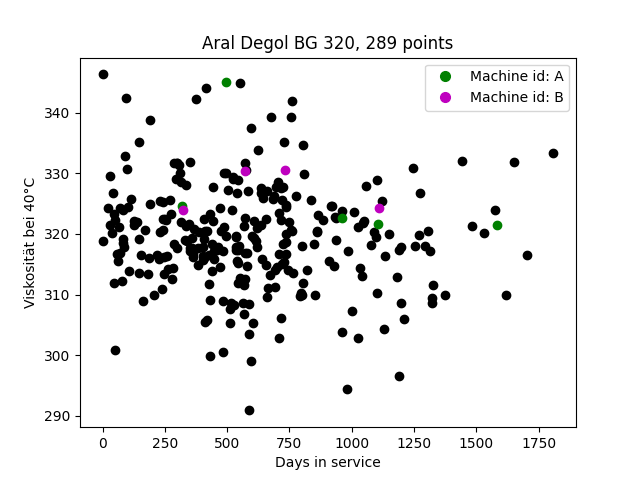 Aral Degol BG 320, 289 points
Machine id: A
Machine id: B
Viskosität bei 40°C
340
330
320
310
300
290
0
250
500
750
1000
1250
1500
1750
Days in service